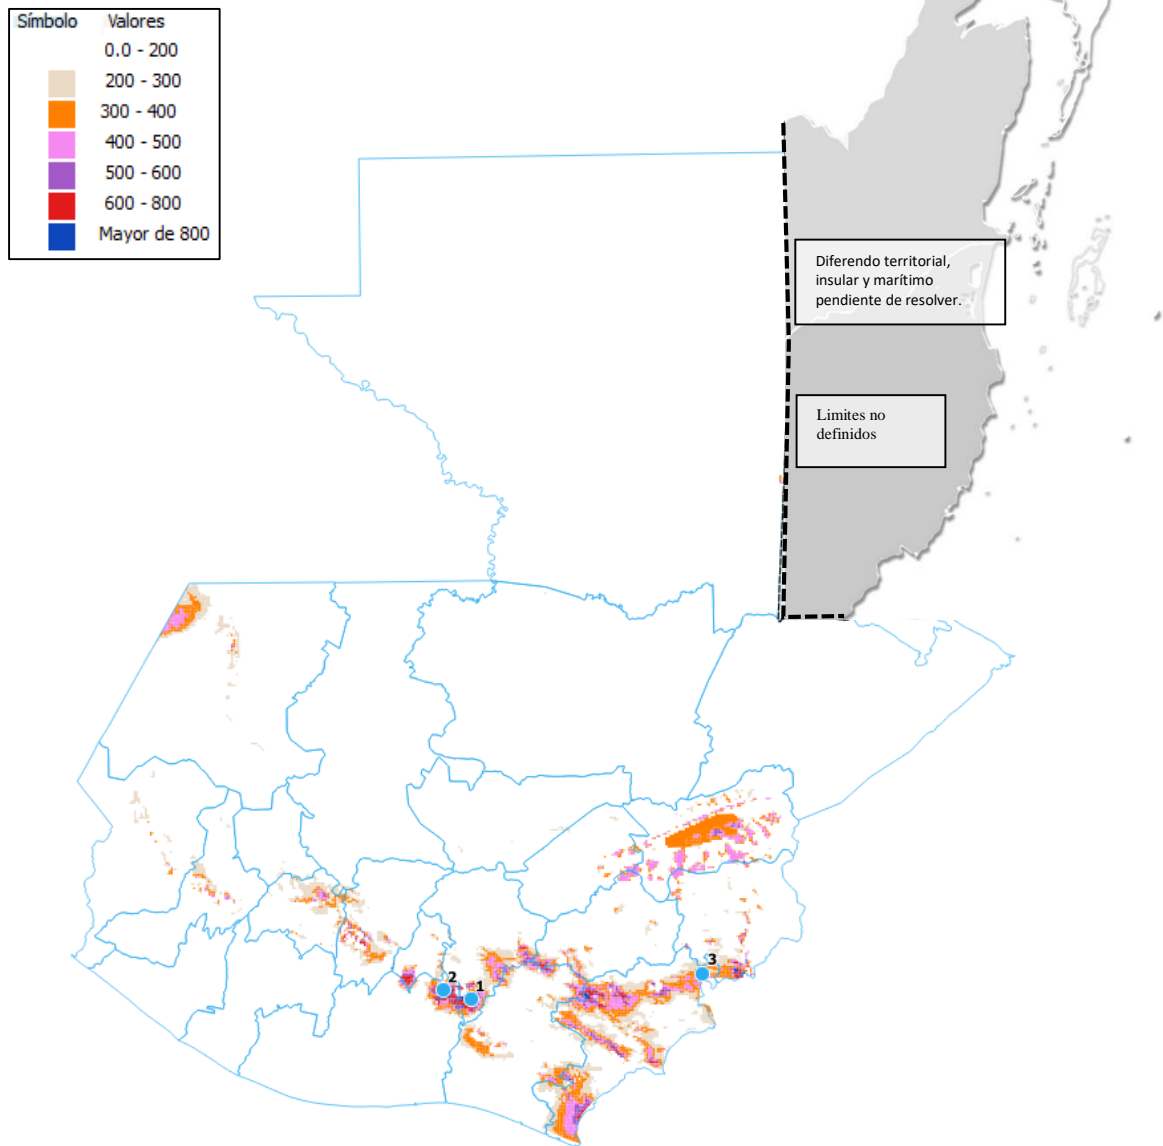 Símbolo Valores
0.0 - 200
200 - 300
300 - 400
400 - 500
500 - 600
600 - 800
Mayor de 800
Diferendo territorial,
insular y marítimo
pendiente de resolver.
Limites no
definidos
3
2
1